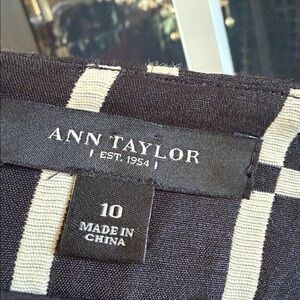 ANN TAYLOR
EST. 1954
10
MADE IN
CHINA